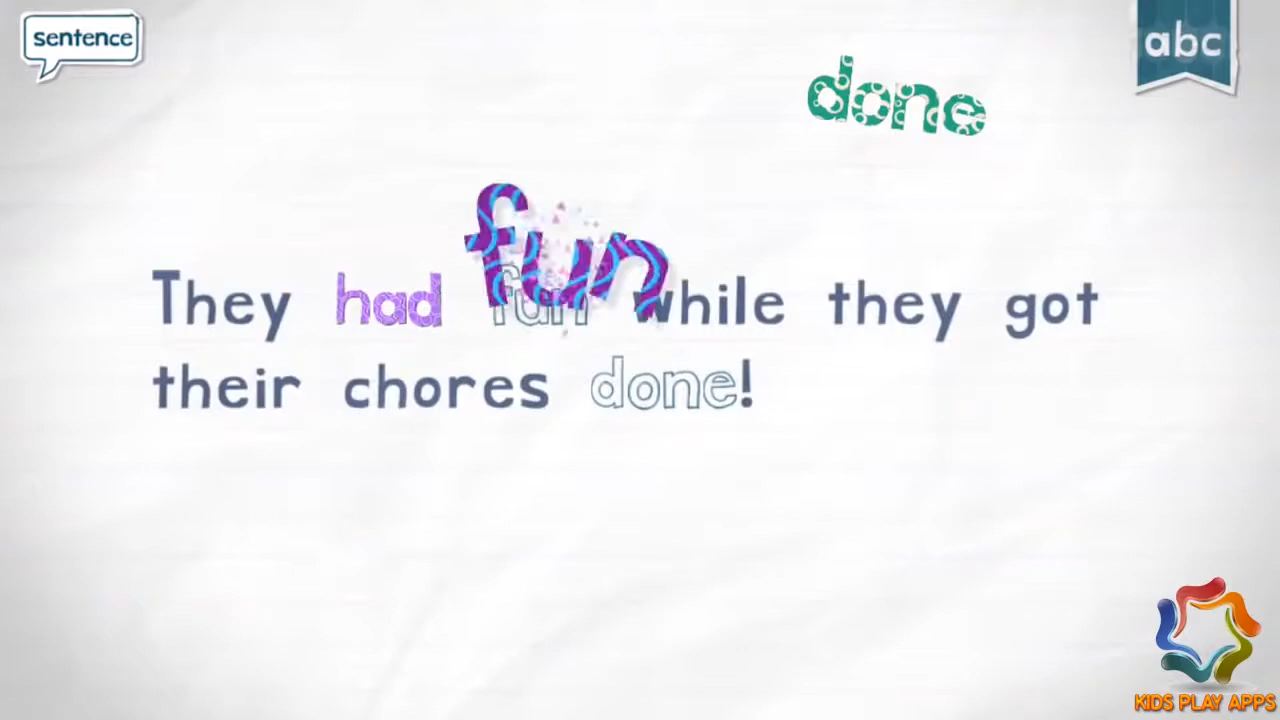 sentence
abc
done
fun
They had fun while they got
their chores done!
KIDS PLAY APPS